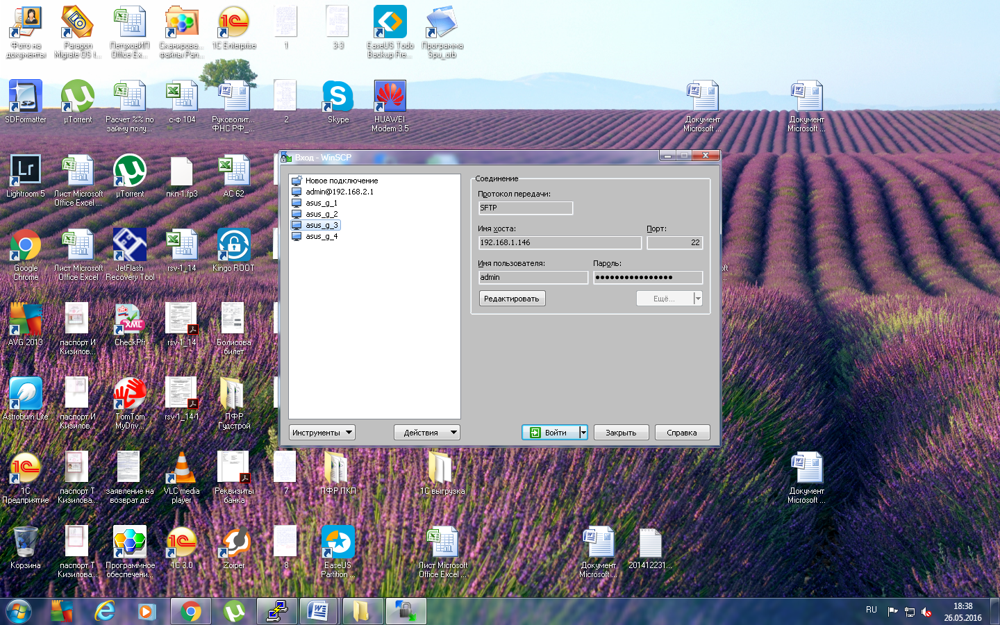 Фото на
документы
Paragon
Migrate OS t...
ПетуховИП
Office Ex...
Сканирова...
файлы Pan...
1C Enterprise
1
3-3
EaseUS Todo
Backup Fre...
Программа
Spu_orb
SDFormatter
µTorrent
Расчет %% по
займу полу...
с-ф 104
Руководит...
ФНС РФ_...
2
Skype
HUAWEI
Modem 3.5
Документ
Microsoft ...
Документ
Microsoft ...
Lightroom 5
Лист Microsoft
Office Excel ...
µTorrent
пкп-1.fp3
АС 62
Google
Chrome
Лист Microsoft
Office Excel
JetFlash
Recovery Tool
rsv-1_14
Kingo ROOT
AVG 2013
паспорт И
Кизилов...
CheckPfr
rsv-1_14
Болисова
билет
Astroburn Lite
паспорт И
Кизилов...
TomTom
MyDriv...
rsv-1_14-1
ПФР
Гудстрой
1С
Предприятие
паспорт Т
Кизилова...
заявление на
возврат дс
VLC media
player
Реквизиты
банка
7
ПФР ПКП
1С выгрузка
Документ
Microsoft ...
Корзина
паспорт Т
Кизилова...
Программное
обеспечени...
1С 3.0
Zoiper
8
EaseUS
Partition ...
Лист Microsoft
Office Excel ...
Документ
Microsoft ...
201412231...
Вход - WinSCP
Новое подключение
admin@192.168.2.1
asus_g_1
asus_g_2
asus_g_3
asus_g_4
Соединение
Протокол передачи:
SFTP
Имя хоста:
Порт:
192.168.1.146
22
Имя пользователя:
Пароль:
admin
Редактировать
Ещё...
Инструменты
Действия
Войти
Закрыть
Справка
RU
18:38
26.05.2016